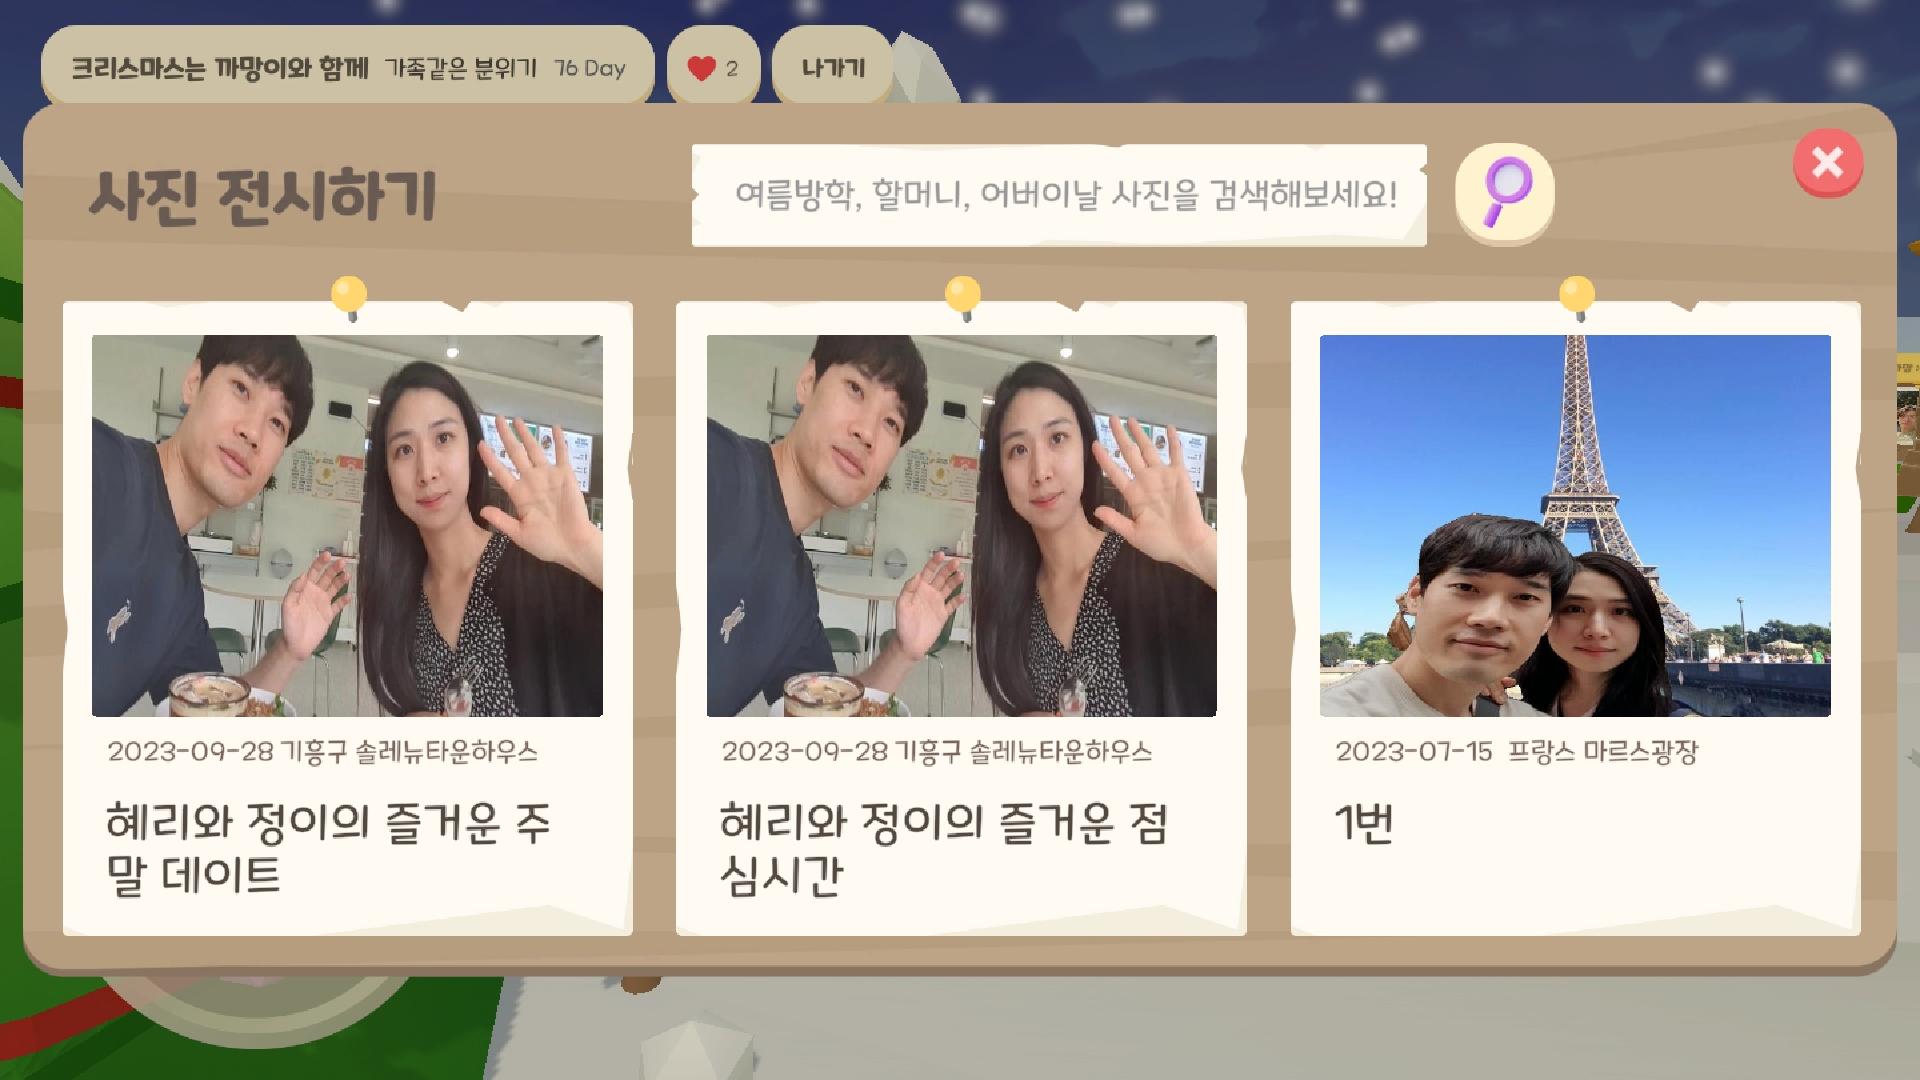 크리스마스는 까망이와 함께 가족같은 분위기 76 Day
2
나가기
사진 전시하기
여름방학, 할머니, 어버이날 사진을 검색해보세요!
2023-09-28 기흥구 솔레뉴타운하우스
혜리와 정이의 즐거운 주
말 데이트
2023-09-28 기흥구 솔레뉴타운하우스
혜리와 정이의 즐거운 점
심시간
2023-07-15 프랑스 마르스광장
1번